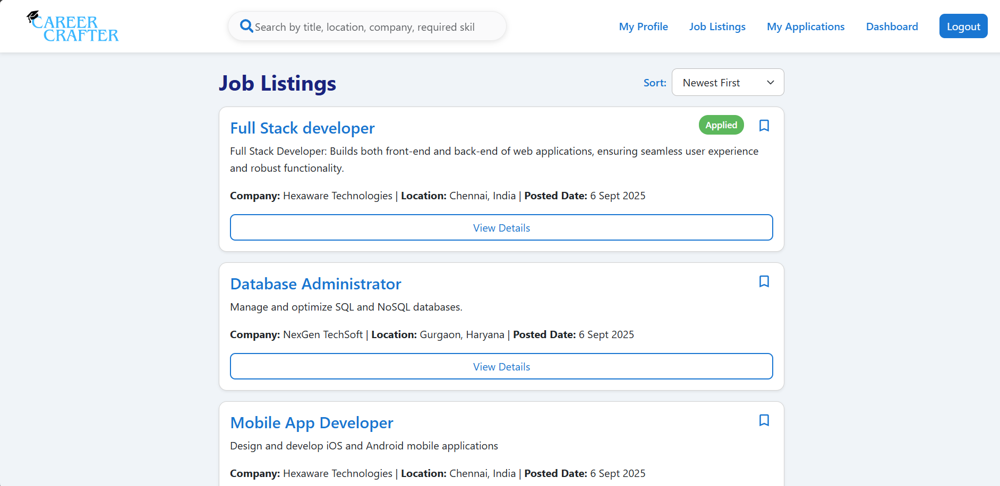 CAREER
CRAFTER
Search by title, location, company, required skil
My Profile
Job Listings
My Applications
Dashboard
Logout
Job Listings
Sort:
Newest First
Full Stack developer
Applied
Full Stack Developer: Builds both front-end and back-end of web applications, ensuring seamless user experience
and robust functionality.
Company: Hexaware Technologies | Location: Chennai, India | Posted Date: 6 Sept 2025
View Details
Database Administrator
Manage and optimize SQL and NoSQL databases.
Company: NexGen TechSoft | Location: Gurgaon, Haryana | Posted Date: 6 Sept 2025
View Details
Mobile App Developer
Design and develop iOS and Android mobile applications
Company: Hexaware Technologies | Location: Chennai, India | Posted Date: 6 Sept 2025